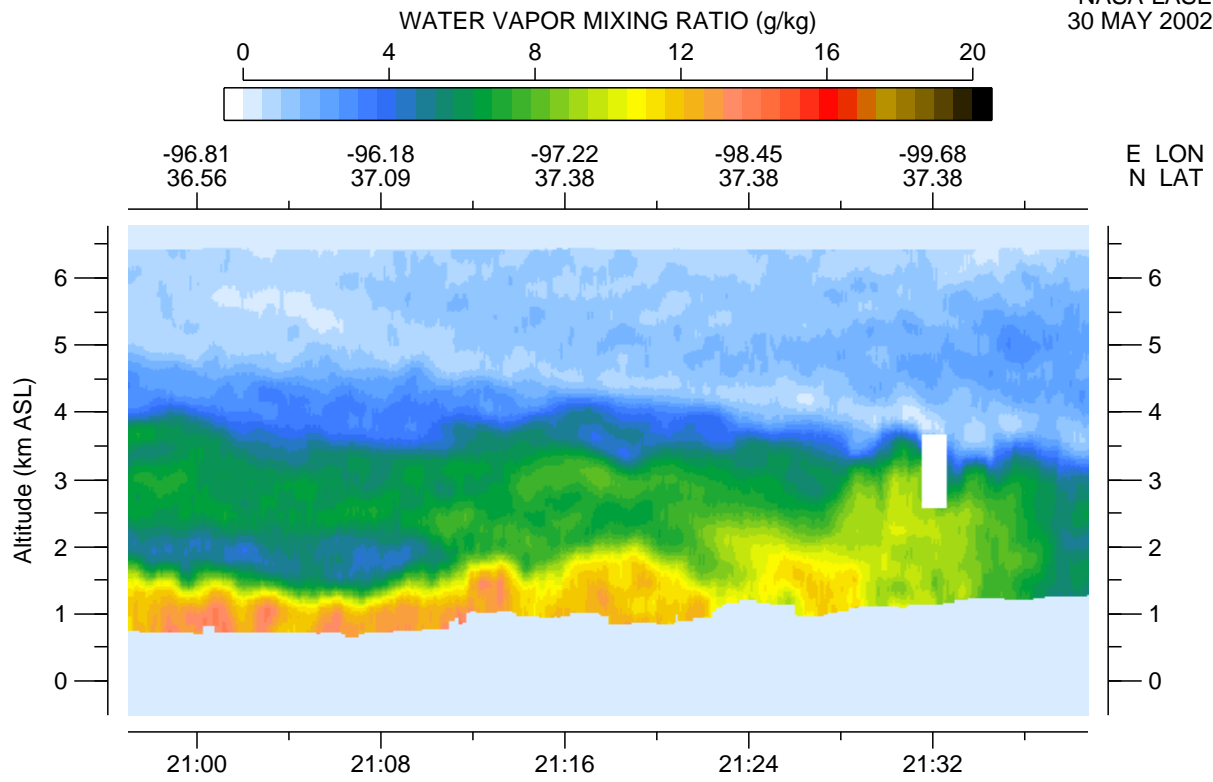 NASA LASE
WATER VAPOR MIXING RATIO (g/kg)
30 MAY 2002
0 4 8 12 16 20
-96.81 -96.18 -97.22 -98.45 -99.68 E LON
36.56 37.09 37.38 37.38 37.38 N LAT
6 6
5 5
4 4
Altitude (km ASL)
3 3
2 2
1 1
0 0
21:00 21:08 21:16 21:24 21:32